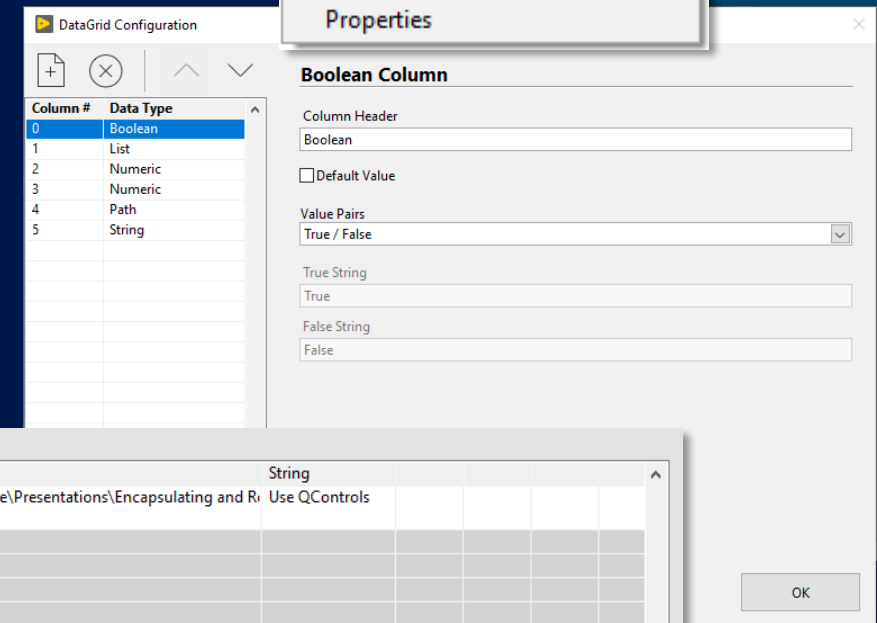 Properties
DataGrid Configuration
Column # Data Type
0 Boolean
1 List
2 Numeric
3 Numeric
4 Path
5 String
Boolean Column
Column Header
Boolean
Default Value
Value Pairs
True / False
True String
True
False String
False
String
e\Presentations\Encapsulating and Re Use QControls
OK